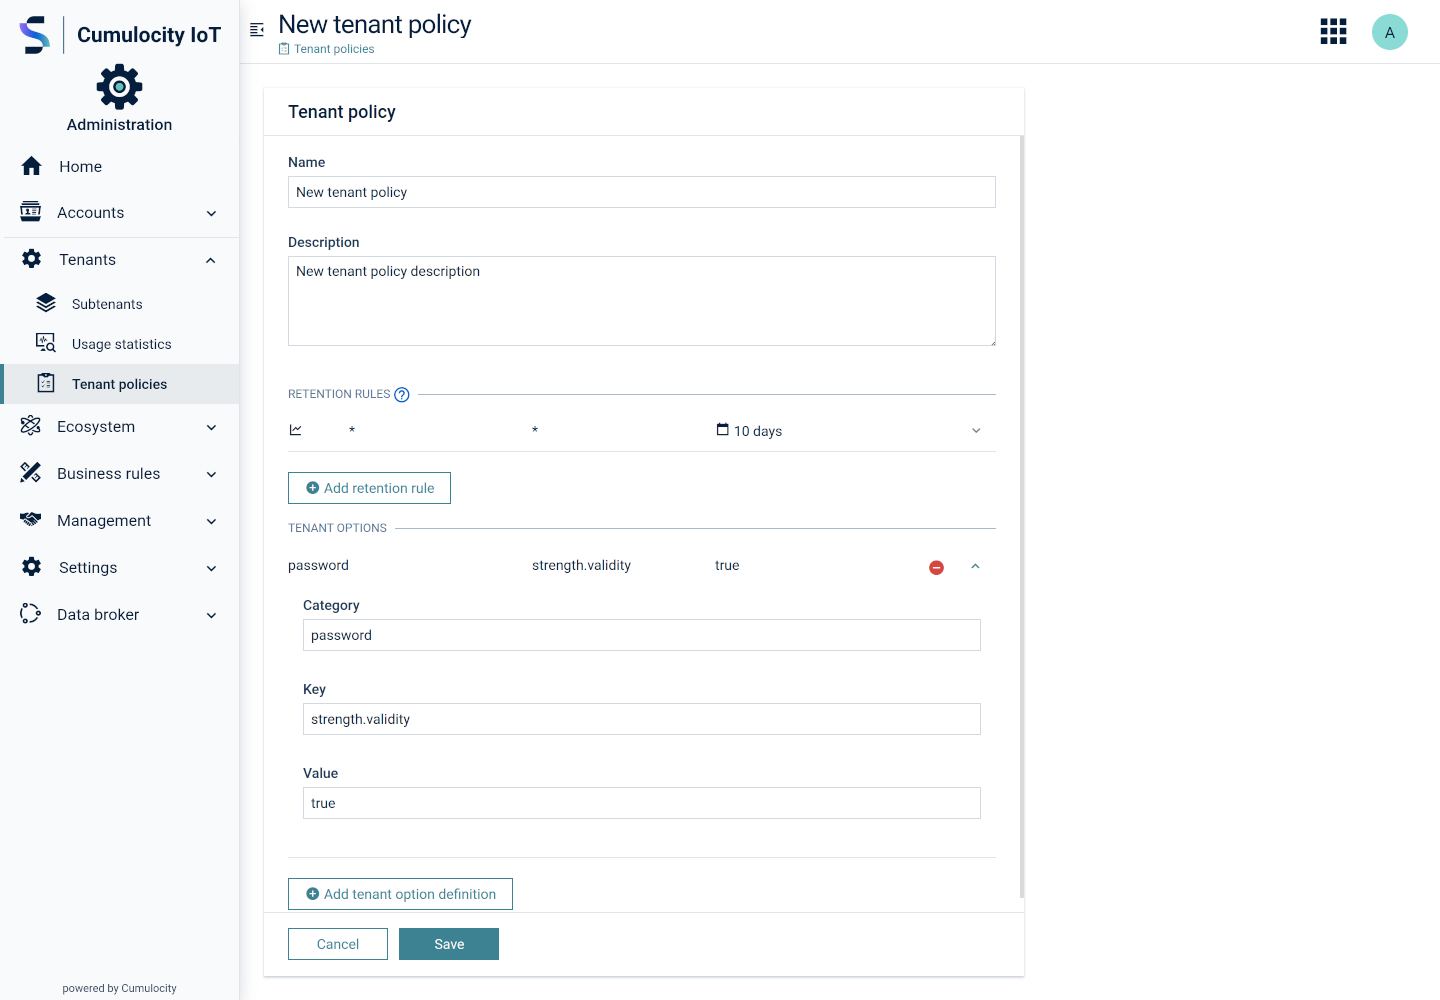 Cumulocity IoT
Administration
Home
Accounts
Tenants
Subtenants
Usage statistics
Tenant policies
Ecosystem
Business rules
Management
Settings
Data broker
powered by Cumulocity
New tenant policy
Tenant policies
A
Tenant policy
Name
New tenant policy
Description
New tenant policy description
RETENTION RULES ?
* * 10 days
Add retention rule
TENANT OPTIONS
password strength.validity true
Category
password
Key
strength.validity
Value
true
Add tenant option definition
Cancel Save